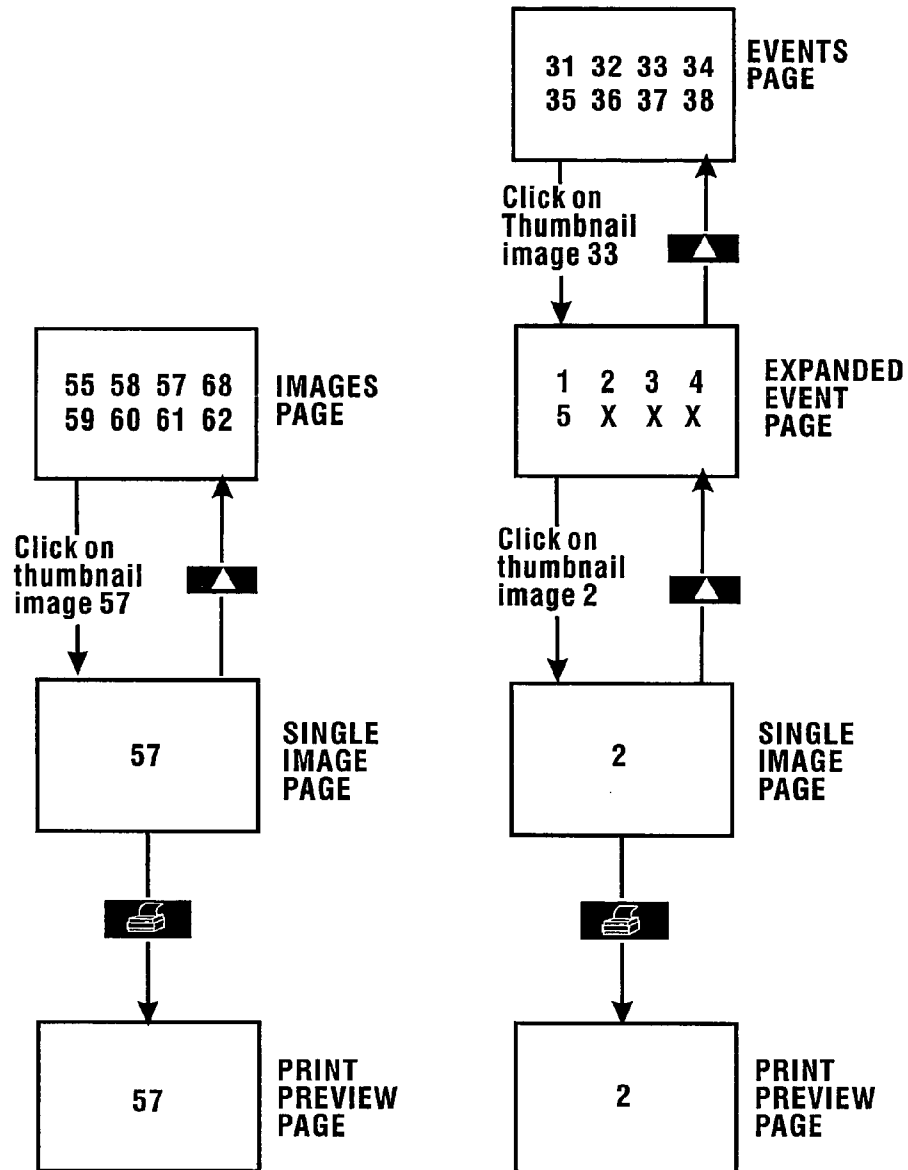 31 32 33 34
35 36 37 38
EVENTS
PAGE
Click on
Thumbnail
image 33
55 58 57 68
59 60 61 62
IMAGES
PAGE
1 2 3 4
5 X X X
EXPANDED
EVENT
PAGE
Click on
thumbnail
image 57
Click on
thumbnail
image 2
57
SINGLE
IMAGE
PAGE
2
SINGLE
IMAGE
PAGE
57
PRINT
PREVIEW
PAGE
2
PRINT
PREVIEW
PAGE